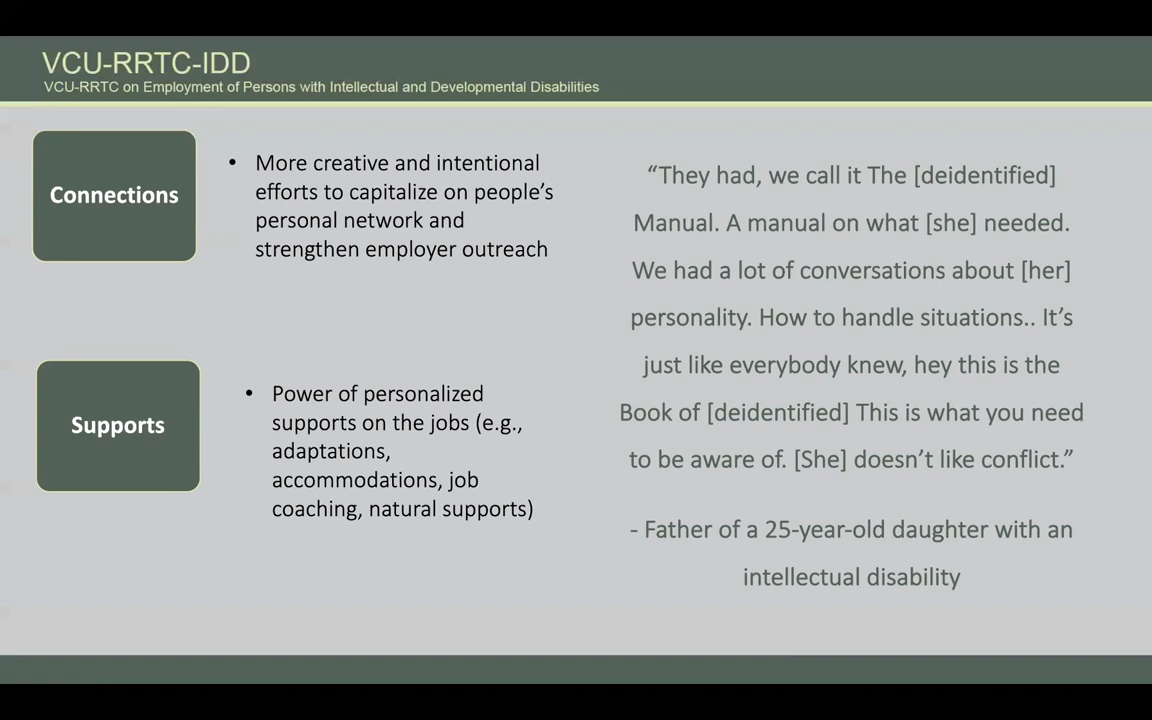 VCU-RRTC-IDD
VCU-RRTC on Employment of Persons with Intellectual and Developmental Disabilities
Connections
• More creative and intentional
efforts to capitalize on people’s
personal network and
strengthen employer outreach
Supports
• Power of personalized
supports on the jobs (e.g.,
adaptations,
accommodations, job
coaching, natural supports)
“They had, we call it The [deidentified]
Manual. A manual on what [she] needed.
We had a lot of conversations about [her]
personality. How to handle situations.. It’s
just like everybody knew, hey this is the
Book of [deidentified] This is what you need
to be aware of. [She] doesn’t like conflict.”
- Father of a 25-year-old daughter with an
intellectual disability